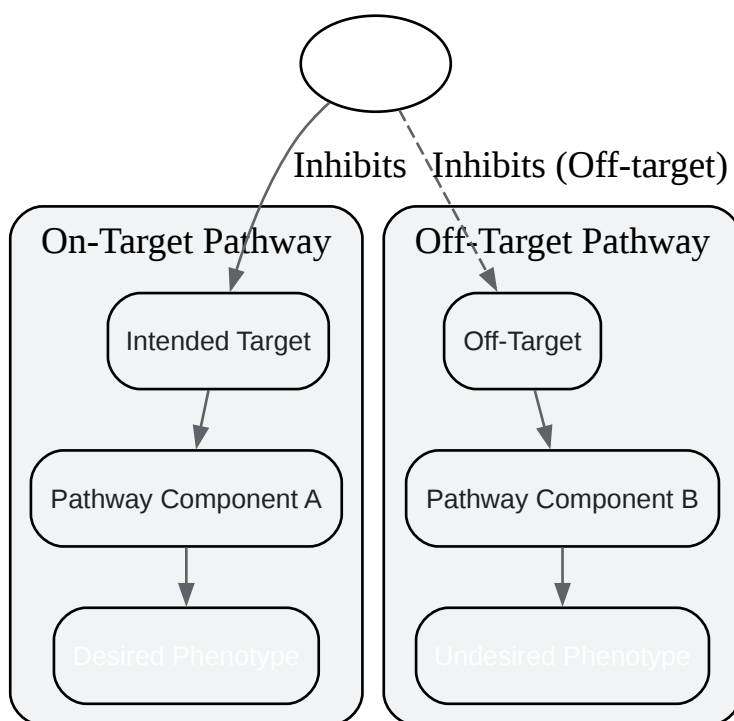 Inhibits
Inhibits (Off-target)
On-Target Pathway
Off-Target Pathway
Intended Target
Off-Target
Pathway Component A
Pathway Component B
Desired Phenotype
Undesired Phenotype